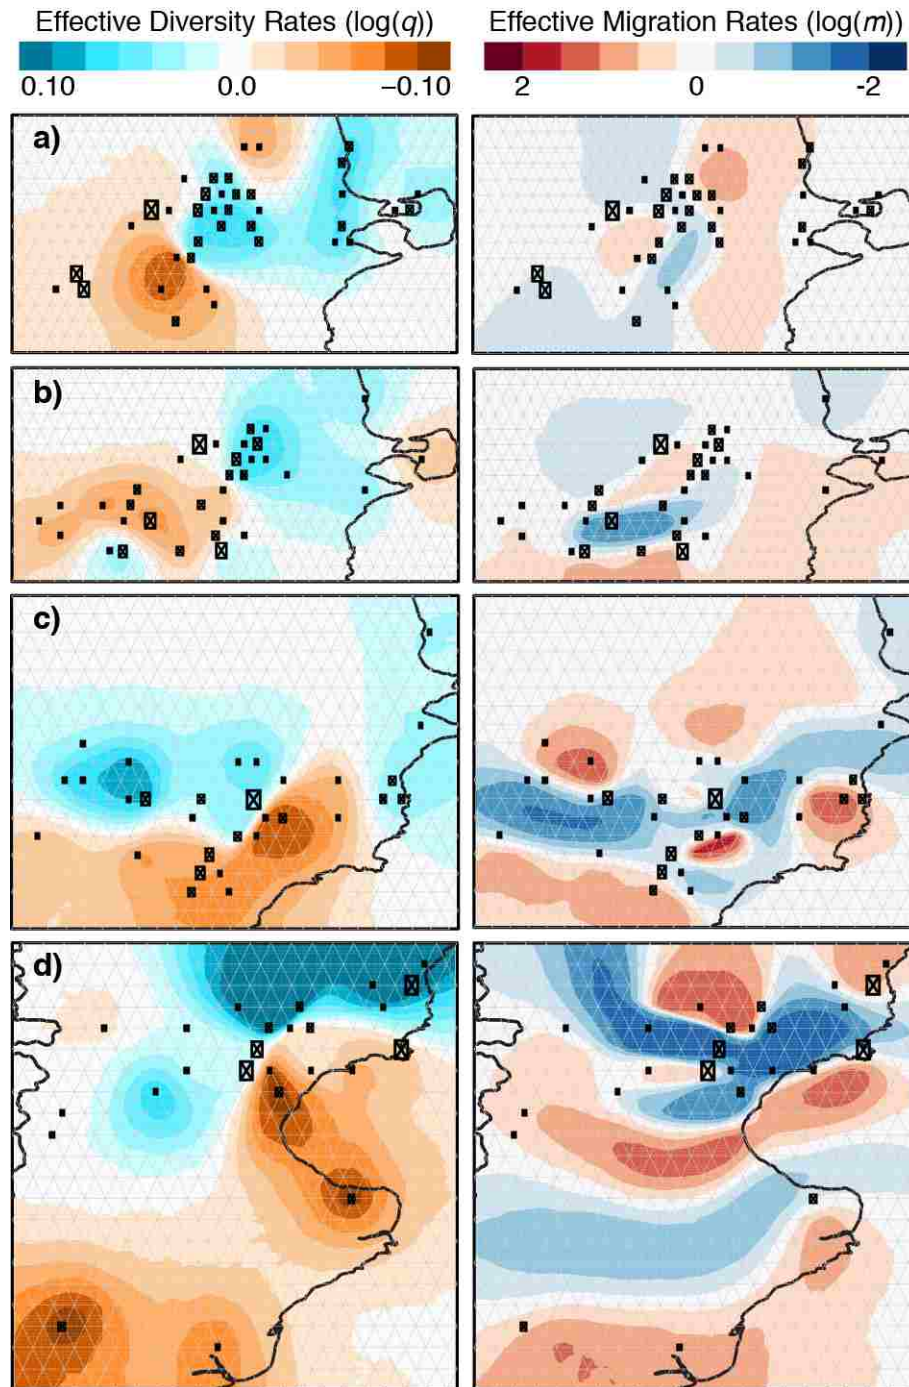 Effective Diversity Rates (log(q)) Effective Migration Rates (log(m))
0.10 0.0 −0.10 2 0 -2
a)
b)
c)
d)